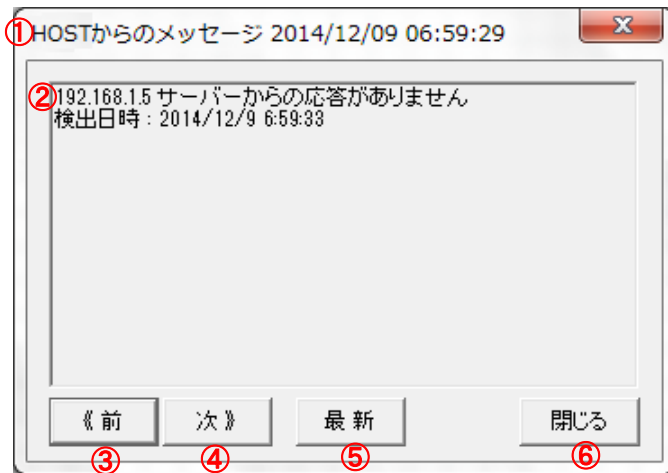 ①HOSTからのメッセージ 2014/12/09 06:59:29
②192.168.1.5 サーバーからの応答がありません
検出日時：2014/12/9 6:59:33
《前 次》 最新 閉じる
③ ④ ⑤ ⑥